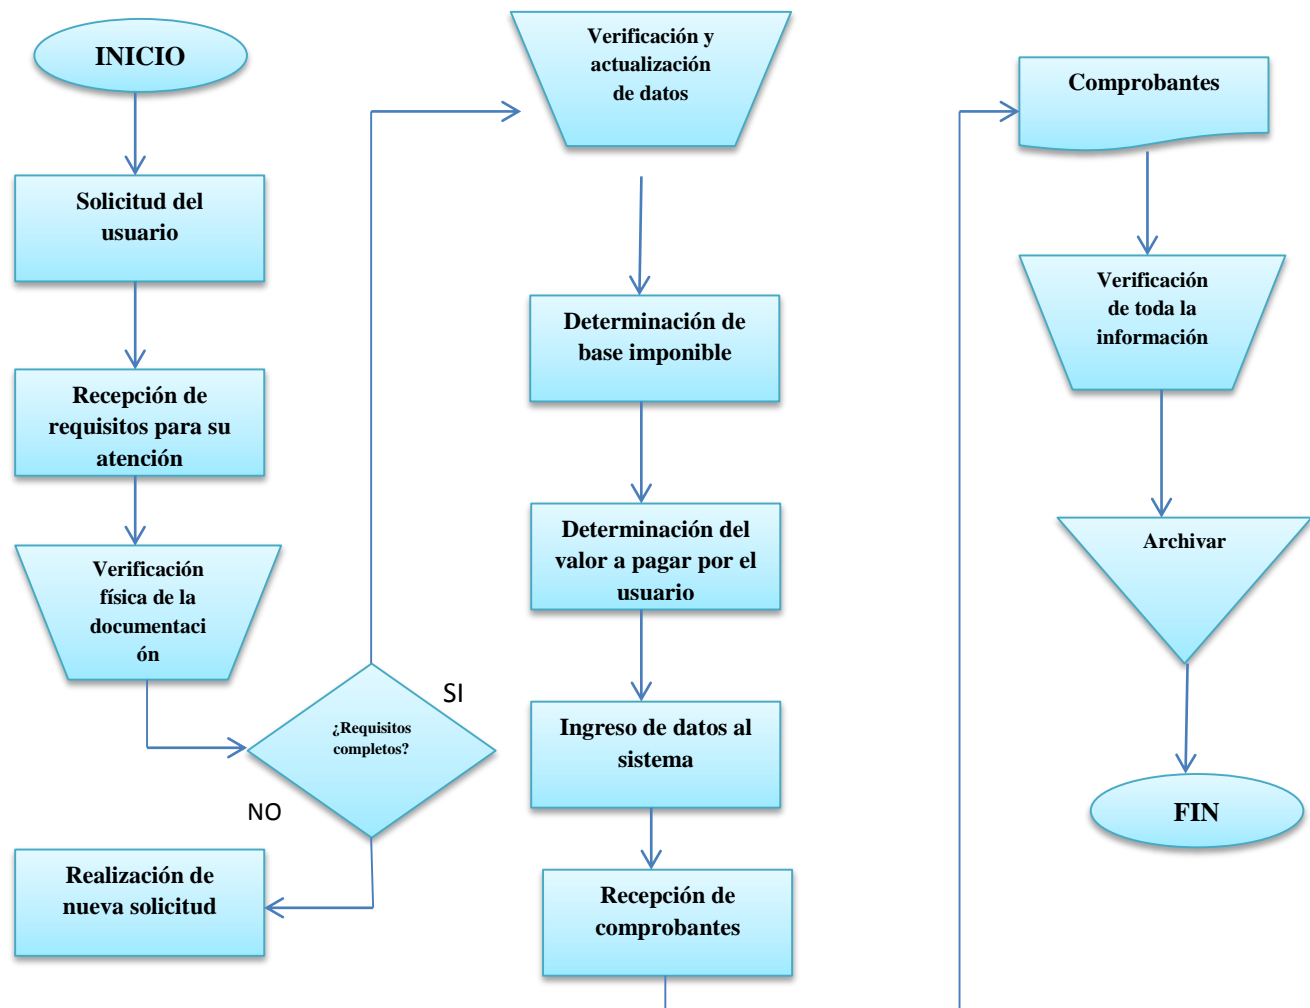 INICIO
Solicitud del
usuario
Recepción de
requisitos para su
atención
Verificación
física de la
documentaci
ón
¿Requisitos
completos?
SI
NO
Realización de
nueva solicitud
Verificación y
actualización
de datos
Determinación de
base imponible
Determinación del
valor a pagar por el
usuario
Ingreso de datos al
sistema
Recepción de
comprobantes
Comprobantes
Verificación
de toda la
información
Archivar
FIN